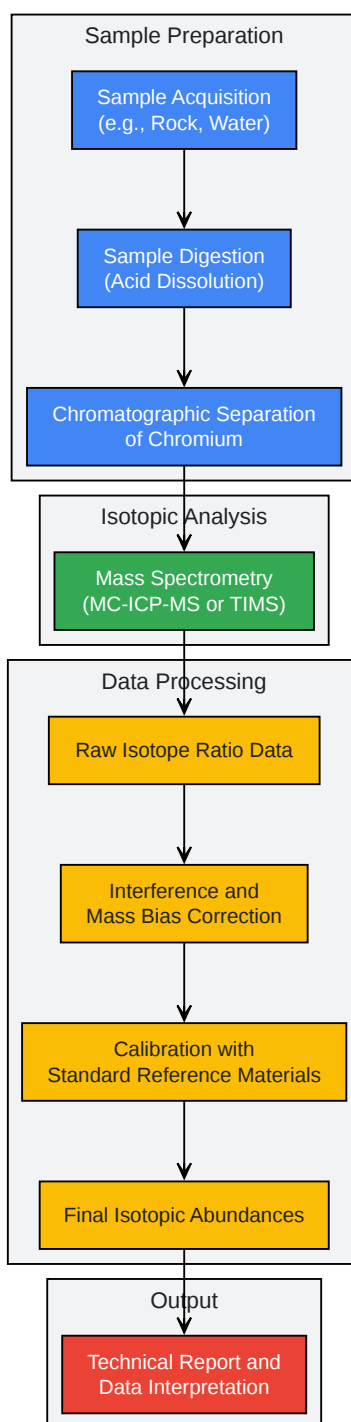 Sample Preparation
Sample Acquisition
(e.g., Rock, Water)
Sample Digestion
(Acid Dissolution)
Chromatographic Separation
of Chromium
Isotopic Analysis
Mass Spectrometry
(MC-ICP-MS or TIMS)
Data Processing
Raw Isotope Ratio Data
Interference and
Mass Bias Correction
Calibration with
Standard Reference Materials
Final Isotopic Abundances
Output
Technical Report and
Data Interpretation